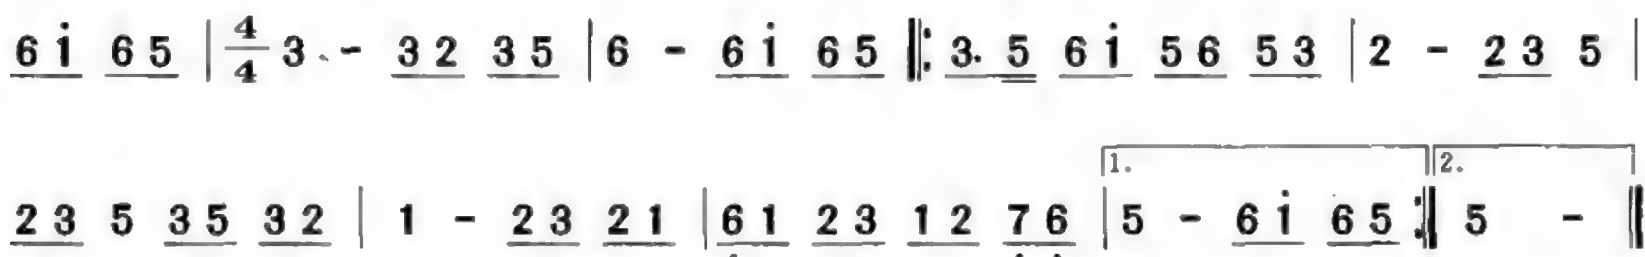 6 i 6 5 | 4/4 3 - 3 2 3 5 | 6 - 6 i 6 5 ‖: 3. 5 6 i 5 6 5 3 | 2 - 2 3 5 |
1. 2.
2 3 5 3 5 3 2 | 1 - 2 3 2 1 | 6 1 2 3 1 2 7 6 | 5 - 6 i 6 5 :‖ 5 - ‖